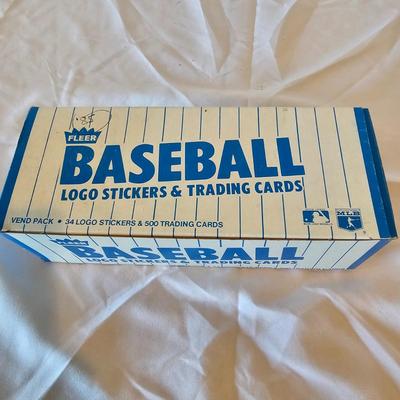 FLEER
BASEBALL
LOGO STICKERS & TRADING CARDS
VEND PACK • 34 LOGO STICKERS & 500 TRADING CARDS
MLB
FLEER
BASEBALL
LOGO STICKERS & TRADING CARDS